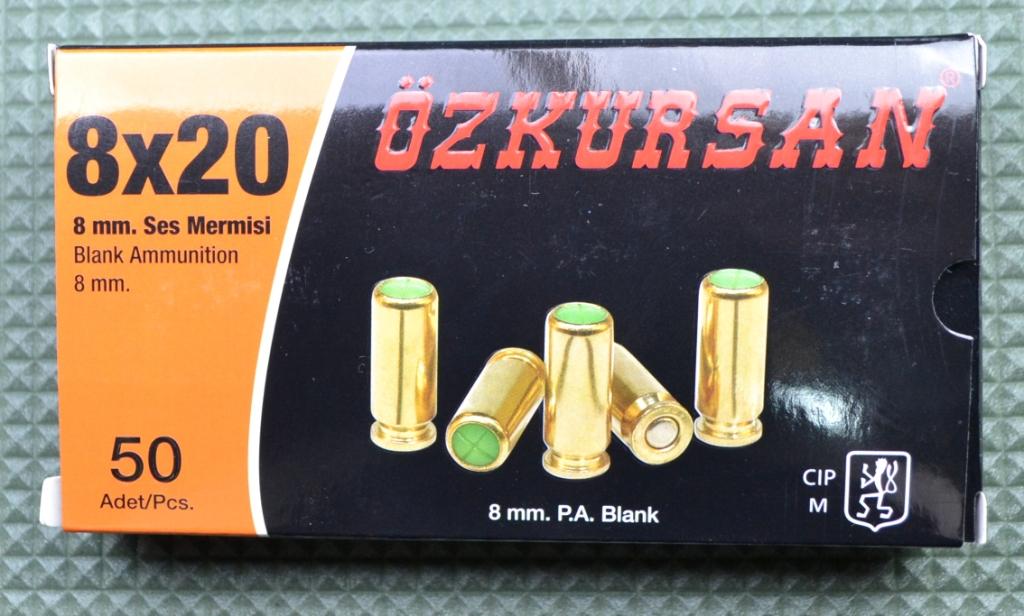 8x20
8 mm. Ses Mermisi
Blank Ammunition
8 mm.
50
Adet/Pcs.
ÖZKURSAN®
8 mm. P.A. Blank
CIP
M